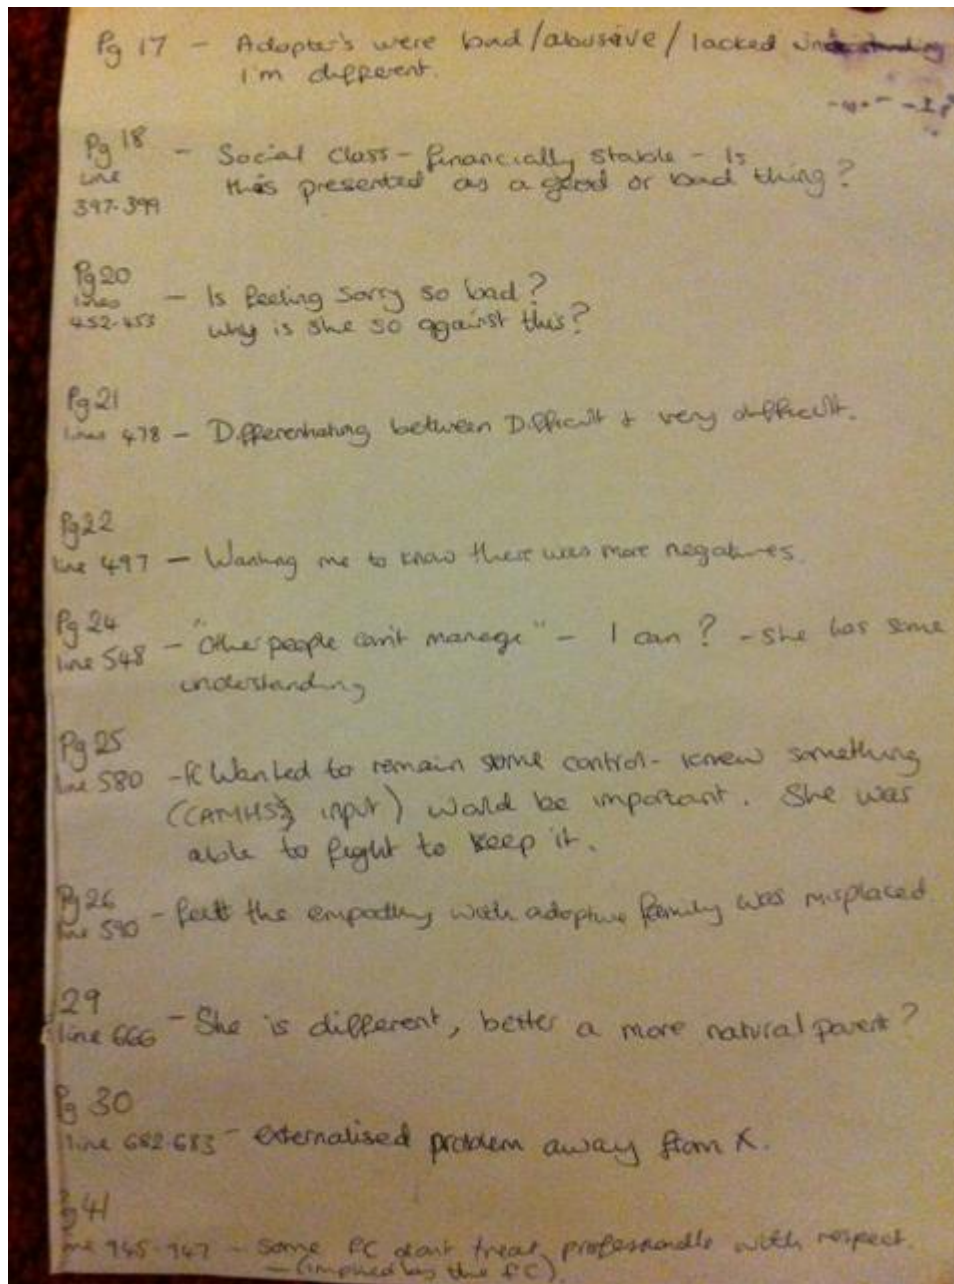 Pg 17 - Adopter's were bad/abusive/lacked understanding
I'm different.
Pg 18
Line
397-399
- Social Class - financially stable - Is
this presented as a good or bad thing?
Pg 20
lines
452-453
- Is feeling sorry so bad?
why is she so against this?
Pg 21
lines 478 - Differentiating between Difficult + very difficult.
Pg 22
line 497 - Wanting me to know there was more negatives.
Pg 24
line 548 - "Other people can't manage" - I can? - she has some
understanding
Pg 25
line 580 - fc Wanted to remain some control - knew something
(CAMHS input) would be important. She was
able to fight to keep it.
Pg 26
line 590 - felt the empathy with adoptive family was misplaced.
29
line 666 - She is different, better a more natural parent?
Pg 30
line 682-683 - externalised problem away from X.
Pg 41
line 945-947 - Some FC don't treat professionals with respect.
- (implied by this FC).